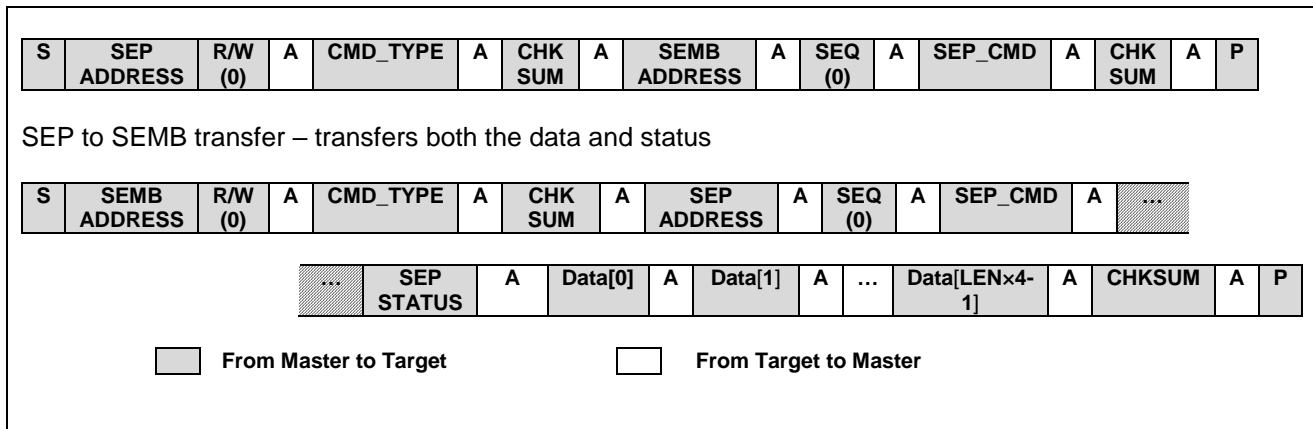 S SEP R/W A CMD_TYPE A CHK A SEMB A SEQ A SEP_CMD A CHK A P
ADDRESS (0) SUM ADDRESS (0) SUM
SEP to SEMB transfer – transfers both the data and status
S SEMB R/W A CMD_TYPE A CHK A SEP A SEQ A SEP_CMD A …
ADDRESS (0) SUM ADDRESS (0)
… SEP A Data[0] A Data[1] A … Data[LEN×4- A CHKSUM A P
STATUS 1]
From Master to Target From Target to Master